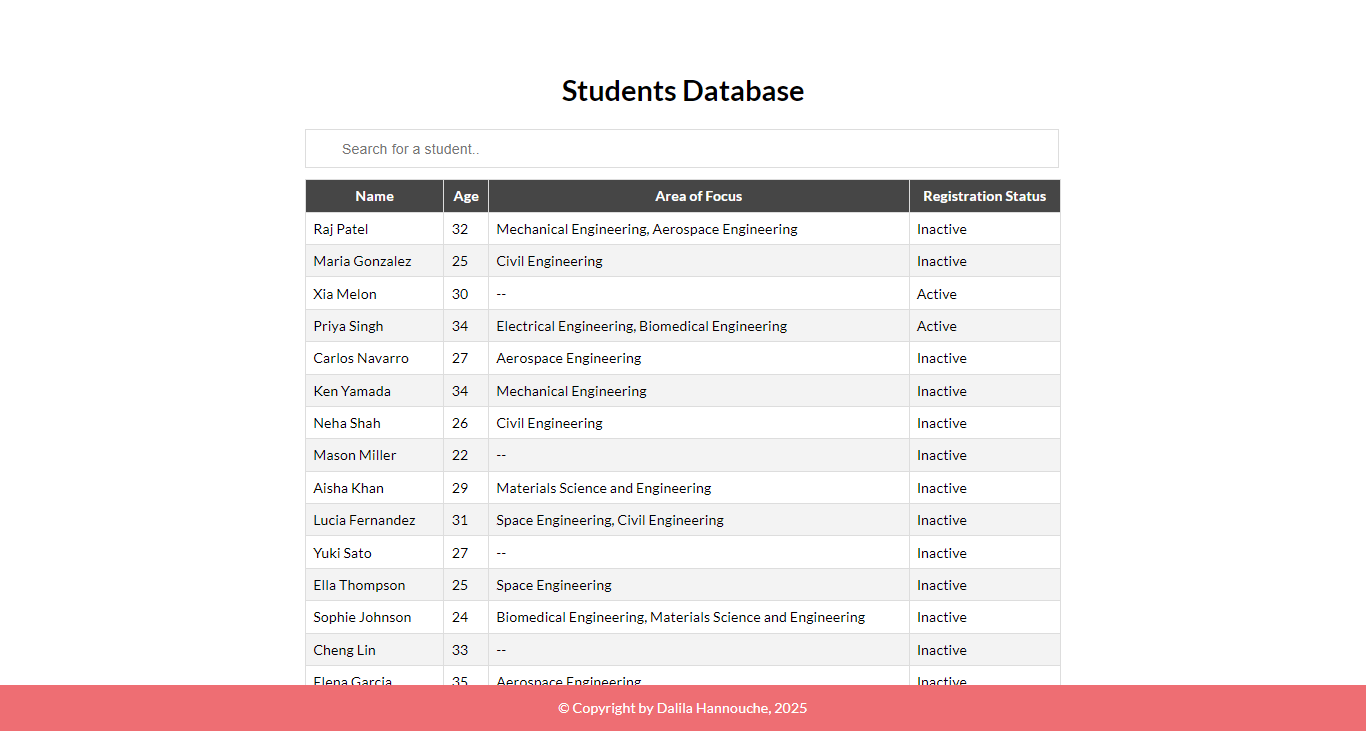 Students Database
Search for a student..
Name Age Area of Focus Registration Status
Raj Patel 32 Mechanical Engineering, Aerospace Engineering Inactive
Maria Gonzalez 25 Civil Engineering Inactive
Xia Melon 30 -- Active
Priya Singh 34 Electrical Engineering, Biomedical Engineering Active
Carlos Navarro 27 Aerospace Engineering Inactive
Ken Yamada 34 Mechanical Engineering Inactive
Neha Shah 26 Civil Engineering Inactive
Mason Miller 22 -- Inactive
Aisha Khan 29 Materials Science and Engineering Inactive
Lucia Fernandez 31 Space Engineering, Civil Engineering Inactive
Yuki Sato 27 -- Inactive
Ella Thompson 25 Space Engineering Inactive
Sophie Johnson 24 Biomedical Engineering, Materials Science and Engineering Inactive
Cheng Lin 33 -- Inactive
Elena Garcia 35 Aerospace Engineering Inactive
© Copyright by Dalila Hannouche, 2025